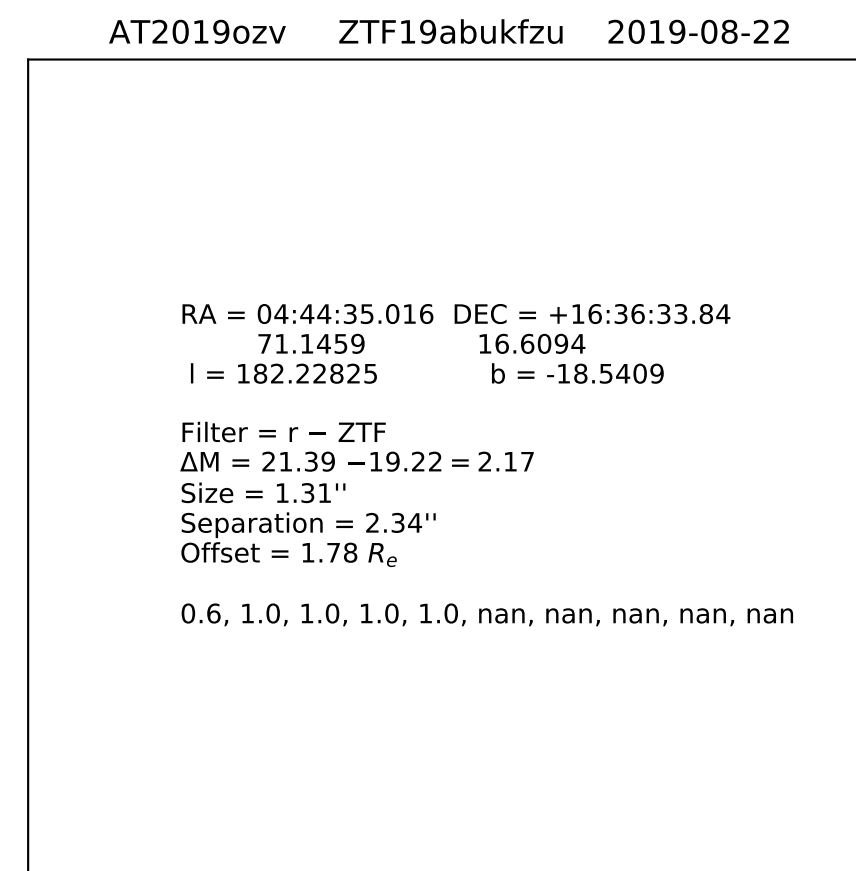 AT2019ozv ZTF19abukfzu 2019-08-22
RA = 04:44:35.016 DEC = +16:36:33.84
71.1459 16.6094
l = 182.22825 b = -18.5409
Filter = r − ZTF
ΔM = 21.39 −19.22 = 2.17
Size = 1.31''
Separation = 2.34''
Offset = 1.78 Rₑ
0.6, 1.0, 1.0, 1.0, 1.0, nan, nan, nan, nan, nan